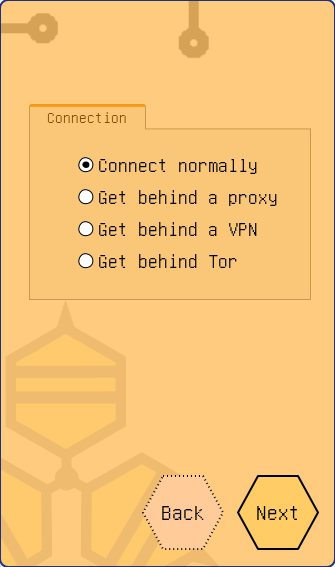 Connection
Connect normally
Get behind a proxy
Get behind a VPN
Get behind Tor
Back
Next